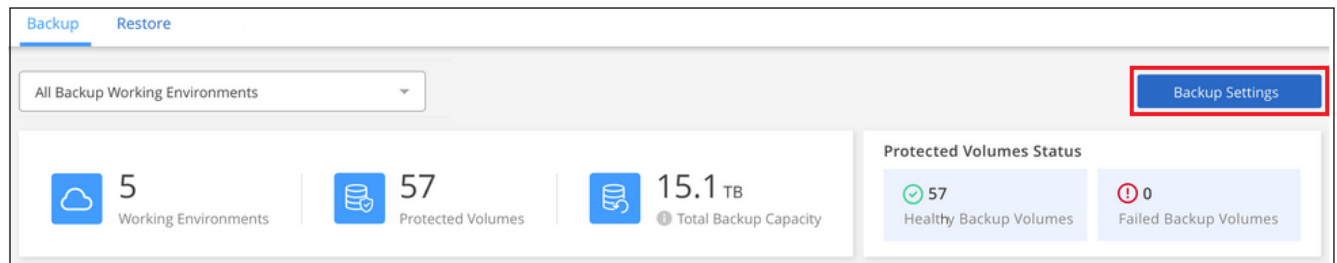 Backup Restore
All Backup Working Environments
Backup Settings
5
Working Environments
57
Protected Volumes
15.1 TB
Total Backup Capacity
Protected Volumes Status
57
Healthy Backup Volumes
0
Failed Backup Volumes